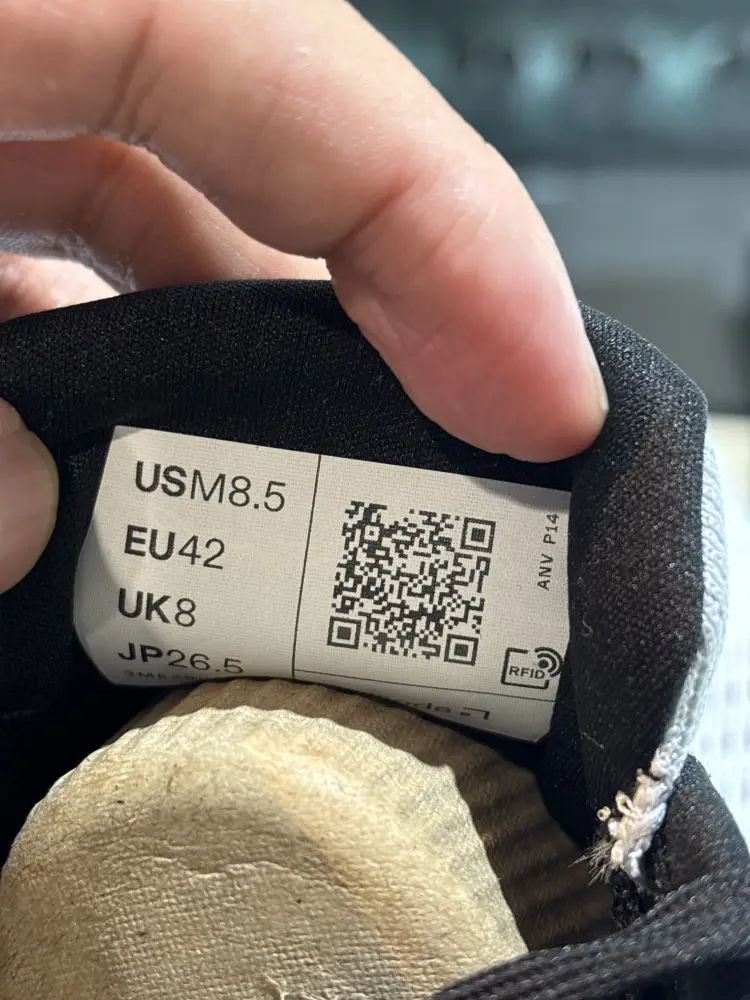 USM8.5
EU42
UK8
JP26.5
ANV P14
RFID